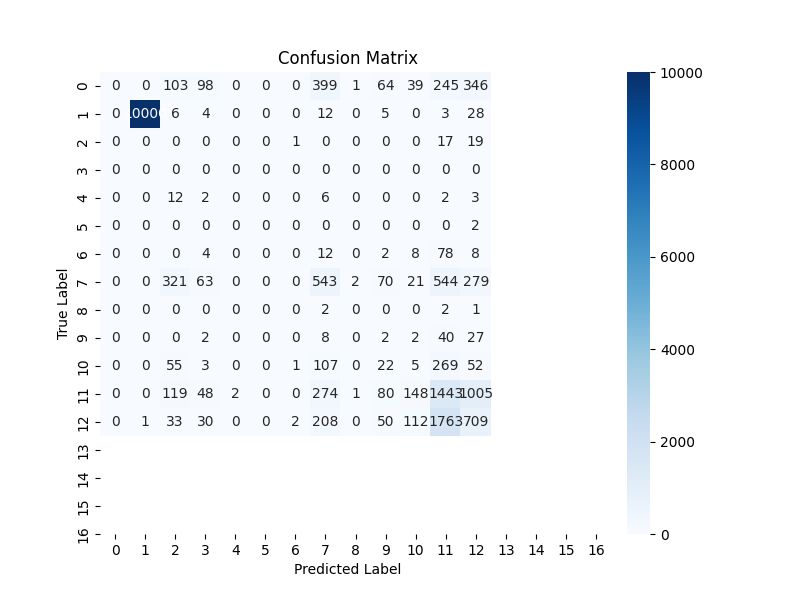 Confusion Matrix
0 0 0 103 98 0 0 0 399 1 64 39 245 346
1 0 10000 6 4 0 0 0 12 0 5 0 3 28
2 0 0 0 0 0 0 1 0 0 0 0 17 19
3 0 0 0 0 0 0 0 0 0 0 0 0 0
4 0 0 12 2 0 0 0 6 0 0 0 2 3
5 0 0 0 0 0 0 0 0 0 0 0 0 2
6 0 0 0 4 0 0 0 12 0 2 8 78 8
7 0 0 321 63 0 0 0 543 2 70 21 544 279
8 0 0 0 0 0 0 0 2 0 0 0 2 1
9 0 0 0 2 0 0 0 8 0 2 2 40 27
10 0 0 55 3 0 0 1 107 0 22 5 269 52
11 0 0 119 48 2 0 0 274 1 80 148 1443 1005
12 0 1 33 30 0 0 2 208 0 50 112 1763 709
13
14
15
16
0 1 2 3 4 5 6 7 8 9 10 11 12 13 14 15 16
Predicted Label
True Label
10000
8000
6000
4000
2000
0